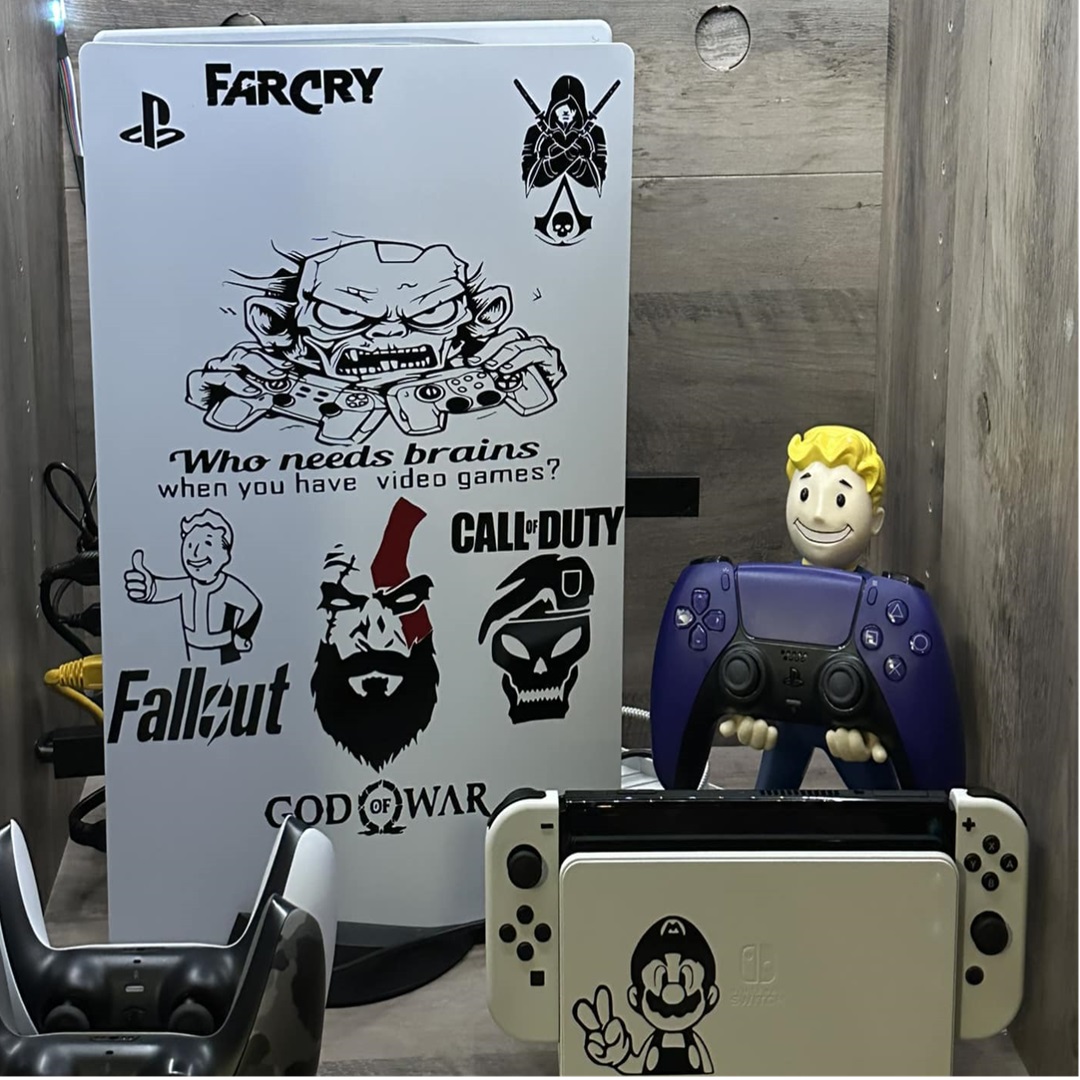 FARCRY
Who needs brains
when you have video games?
CALL OF DUTY
Fallout
GOD OF WAR
M
SWITCH
X
Y
A
B